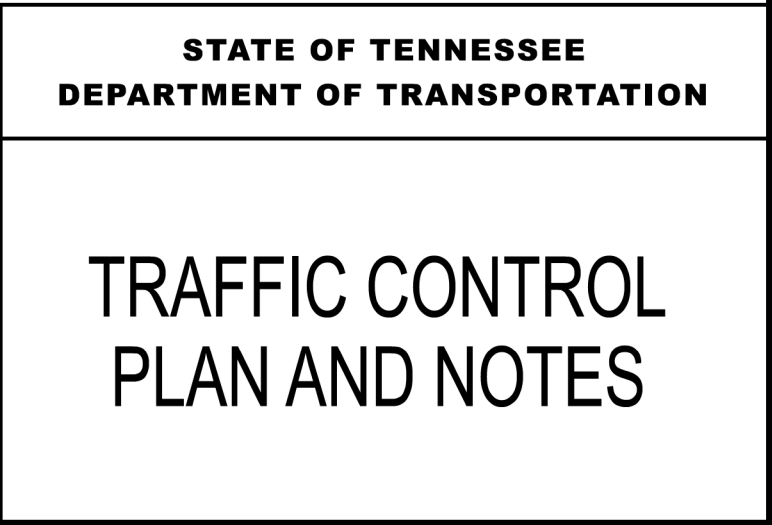 STATE OF TENNESSEE
DEPARTMENT OF TRANSPORTATION
TRAFFIC CONTROL
PLAN AND NOTES